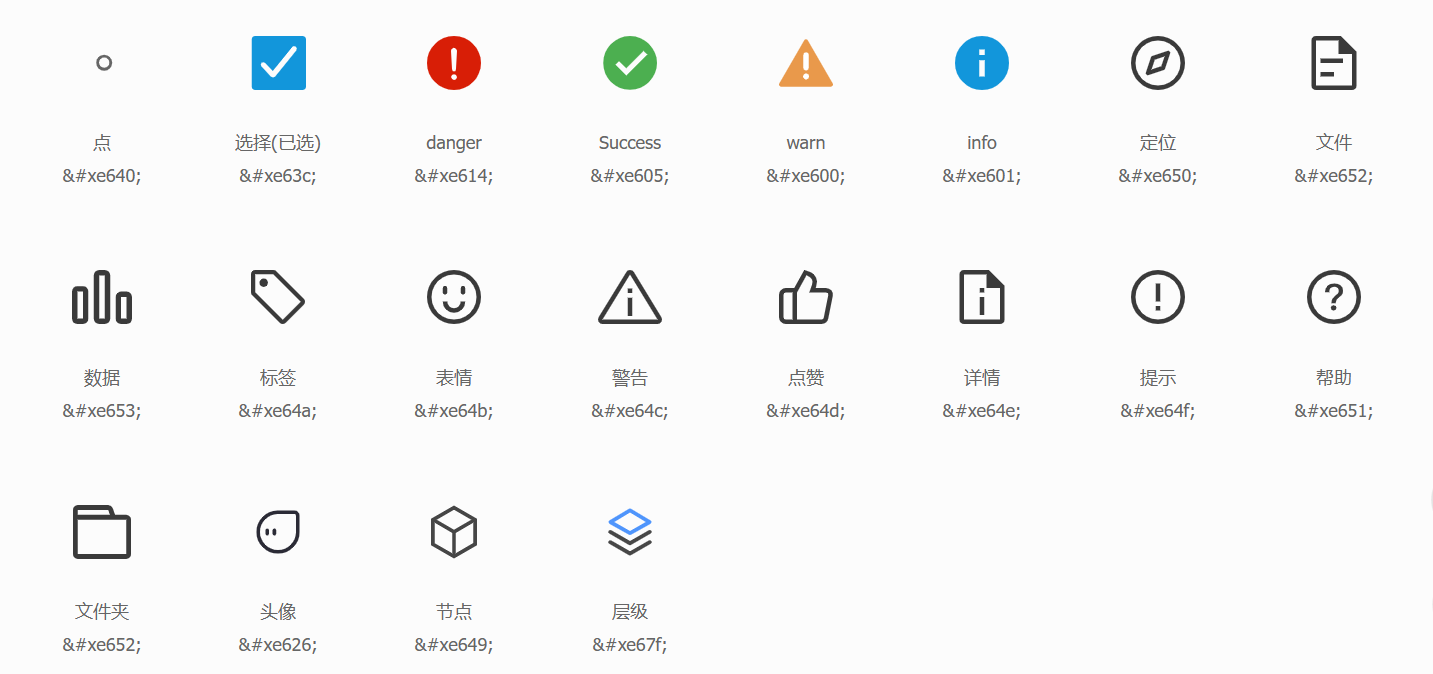 点 选择(已选) danger Success warn info 定位 文件
&#xe640; &#xe63c; &#xe614; &#xe605; &#xe600; &#xe601; &#xe650; &#xe652;
数据 标签 表情 警告 点赞 详情 提示 帮助
&#xe653; &#xe64a; &#xe64b; &#xe64c; &#xe64d; &#xe64e; &#xe64f; &#xe651;
文件夹 头像 节点 层级
&#xe652; &#xe626; &#xe649; &#xe67f;